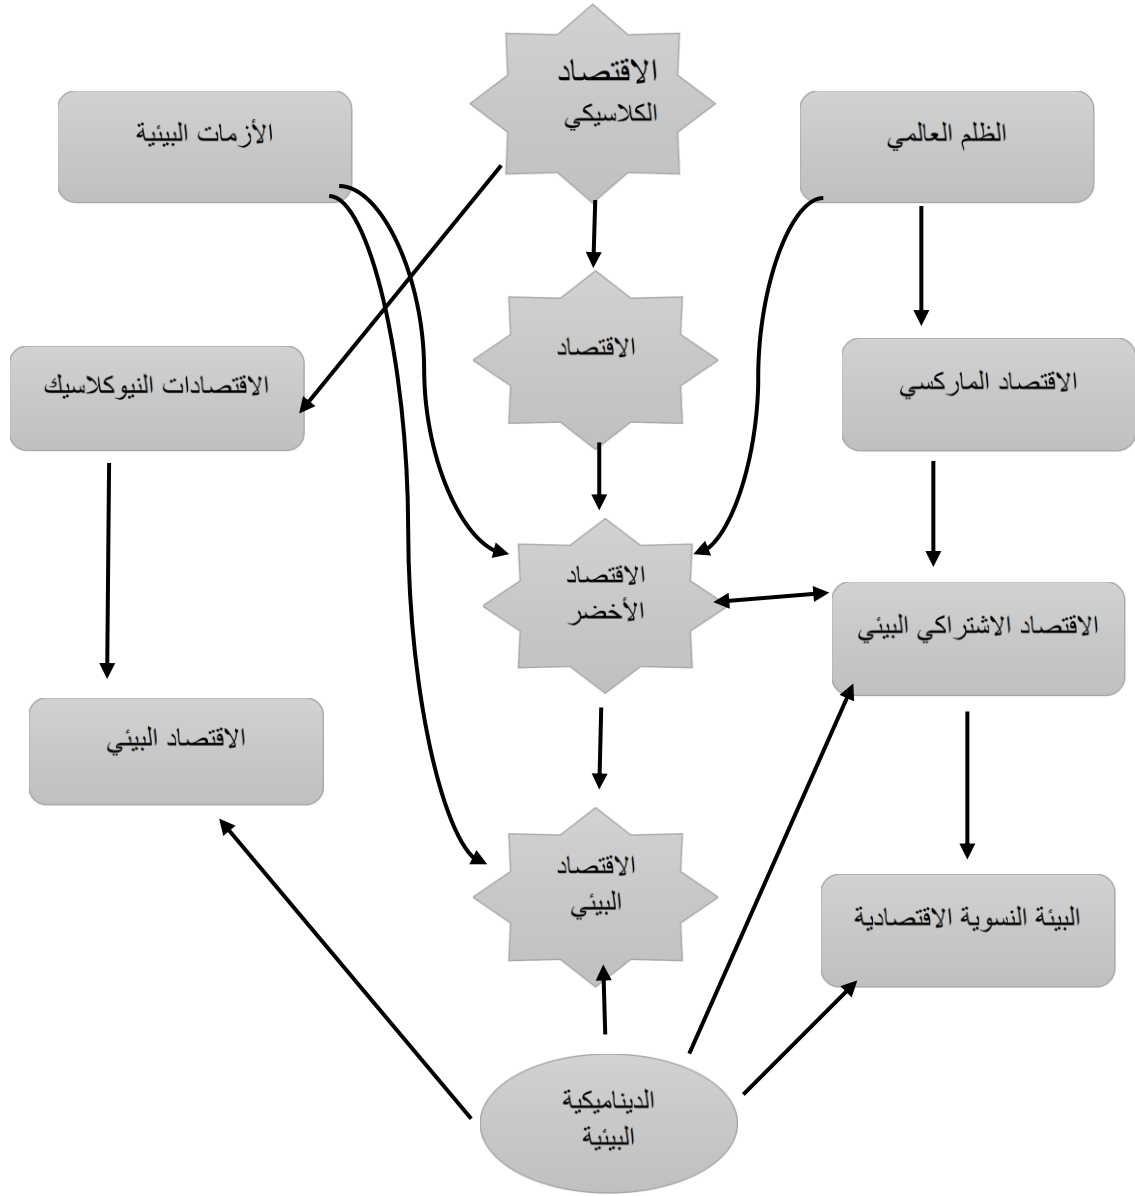 الاقتصاد
الكلاسيكي
الظلم العالمي
الأزمات البيئية
الاقتصاد
الاقتصاد الماركسي
الاقتصادات النيوكلاسيك
الاقتصاد
الأخضر
الاقتصاد الاشتراكي البيئي
الاقتصاد البيئي
الاقتصاد
البيئي
البيئة النسوية الاقتصادية
الديناميكية
البيئية